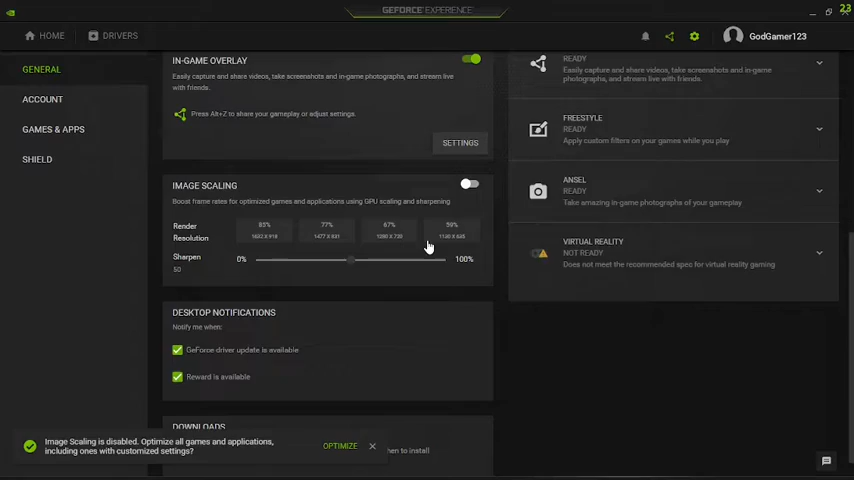 GEFORCE EXPERIENCE
23
HOME
DRIVERS
GodGamer123
GENERAL
ACCOUNT
GAMES & APPS
SHIELD
IN-GAME OVERLAY
Easily capture and share videos, take screenshots and in-game photographs, and stream live
with friends.
Press Alt+Z to share your gameplay or adjust settings.
SETTINGS
IMAGE SCALING
Boost frame rates for optimized games and applications using GPU scaling and sharpening
Render
Resolution
85%
77%
67%
59%
1477 X 831
1280 X 720
Sharpen
50
0%
100%
DESKTOP NOTIFICATIONS
Notify me when:
GeForce driver update is available
Reward is available
DOWNLOADS
to install
Image Scaling is disabled. Optimize all games and applications,
including ones with customized settings?
OPTIMIZE
READY
Easily capture and share videos, take screenshots and in-game
photographs, and stream live with friends.
FREESTYLE
READY
Apply custom filters on your games while you play
ANSEL
READY
Take amazing in-game photographs of your gameplay
VIRTUAL REALITY
NOT READY
Does not meet the recommended spec for virtual reality gaming